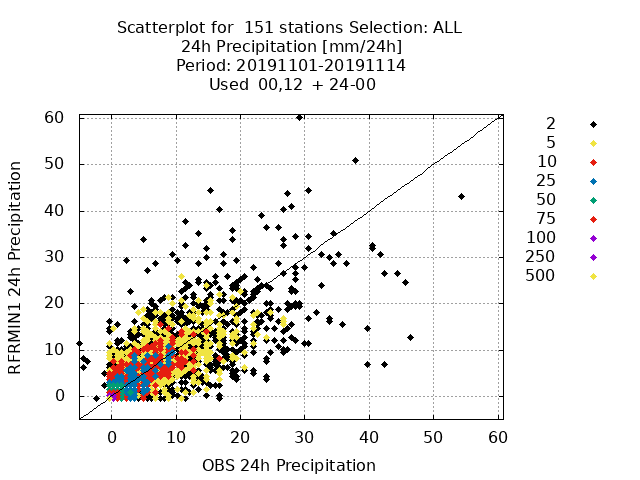 Scatterplot for  151 stations Selection: ALL
24h Precipitation [mm/24h]
Period: 20191101-20191114
Used  00,12  + 24-00
RFRMIN1 24h Precipitation
60
50
40
30
20
10
0
0 10 20 30 40 50 60
OBS 24h Precipitation
2
5
10
25
50
75
100
250
500